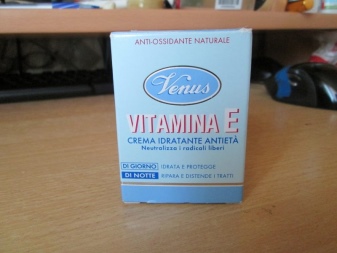 ANTI-OSSIDANTE NATURALE
Venus
VITAMINA E
CREMA IDRATANTE ANTIETÀ
Neutralizza i radicali liberi
DI GIORNO IDRATA E PROTEGGE
DI NOTTE RIPARA E DISTENDE I TRATTI